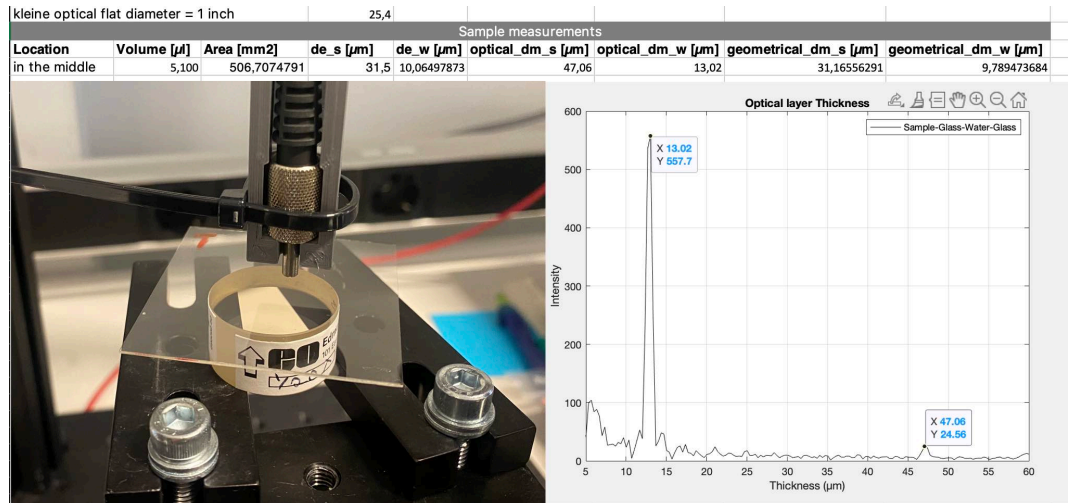 kleine optical flat diameter = 1 inch 25,4
Sample measurements
Location Volume [µl] Area [mm2] de_s [µm] de_w [µm] optical_dm_s [µm] optical_dm_w [µm] geometrical_dm_s [µm] geometrical_dm_w [µm]
in the middle 5,100 506,7074791 31,5 10,06497873 47,06 13,02 31,16556291 9,789473684
Optical layer Thickness
Sample-Glass-Water-Glass
X 13.02
Y 557.7
X 47.06
Y 24.56
Intensity
600
500
400
300
200
100
0
5 10 15 20 25 30 35 40 45 50 55 60
Thickness (µm)
EO